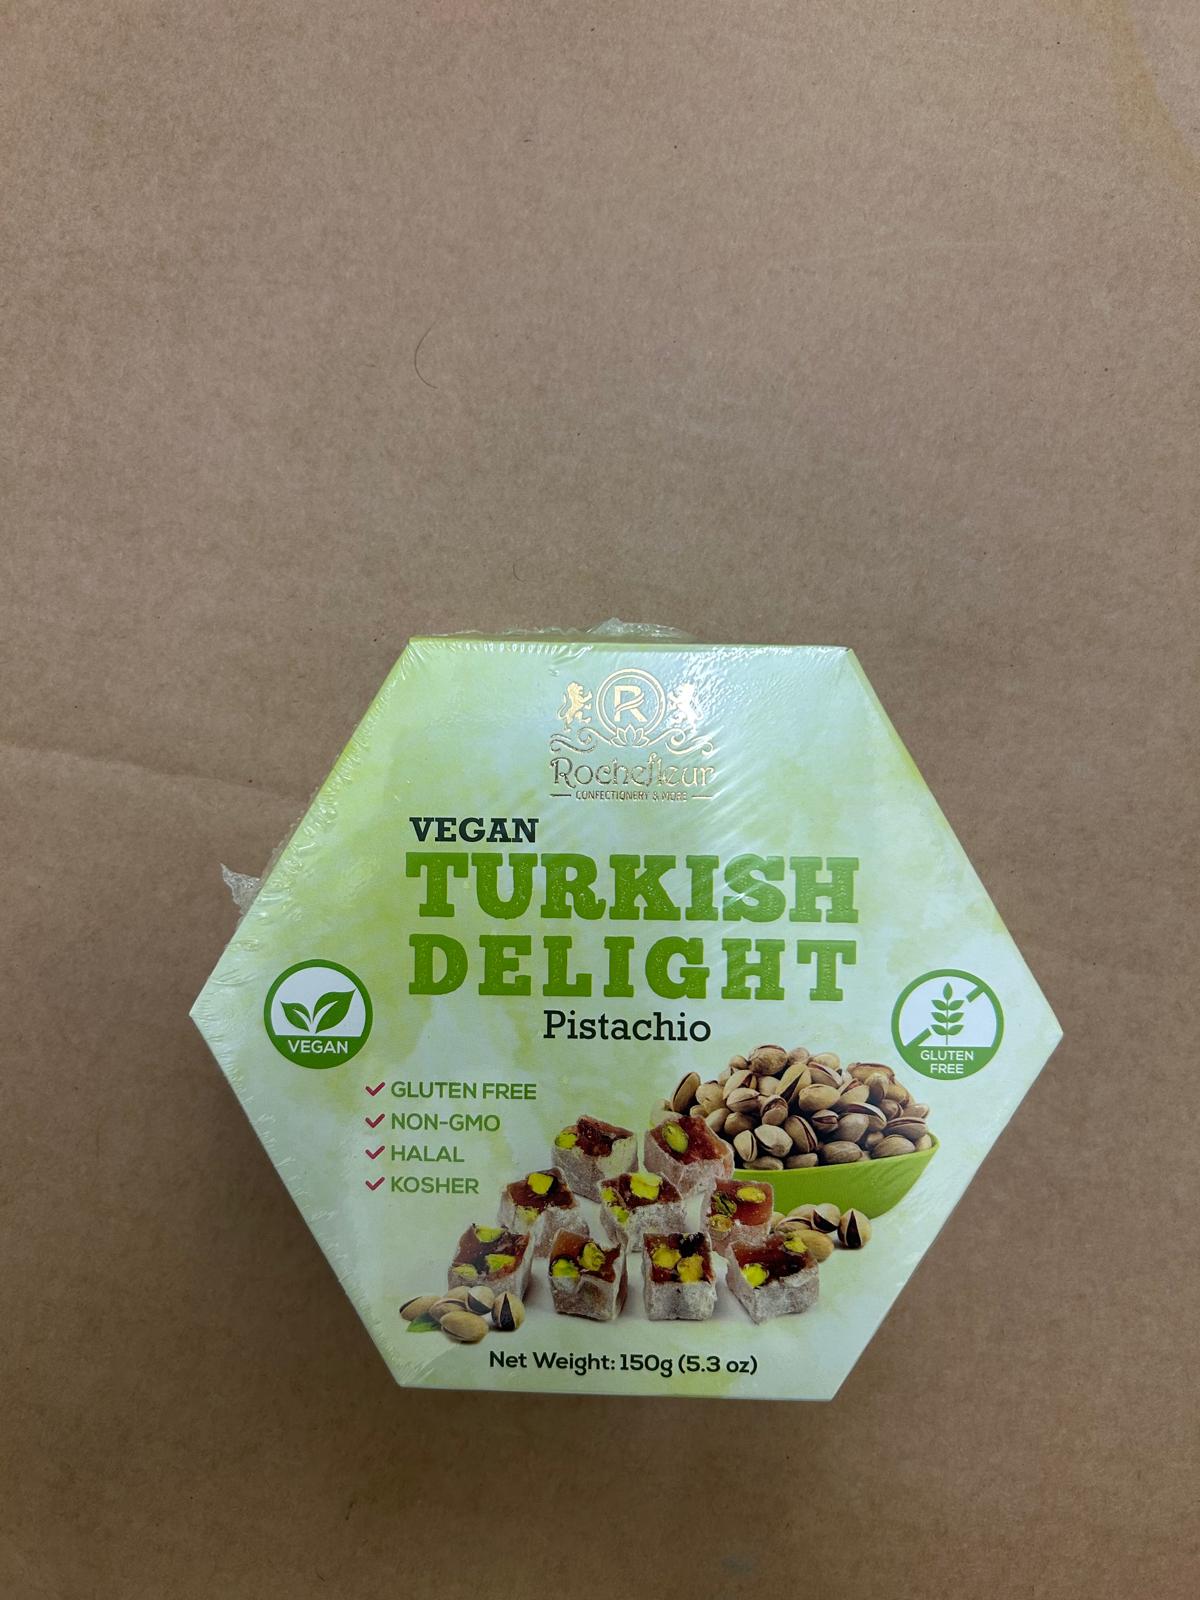 R
Rochefleur
CONFECTIONERY & MORE
VEGAN
TURKISH
DELIGHT
Pistachio
VEGAN
GLUTEN
FREE
GLUTEN FREE
NON-GMO
HALAL
KOSHER
Net Weight: 150g (5.3 oz)